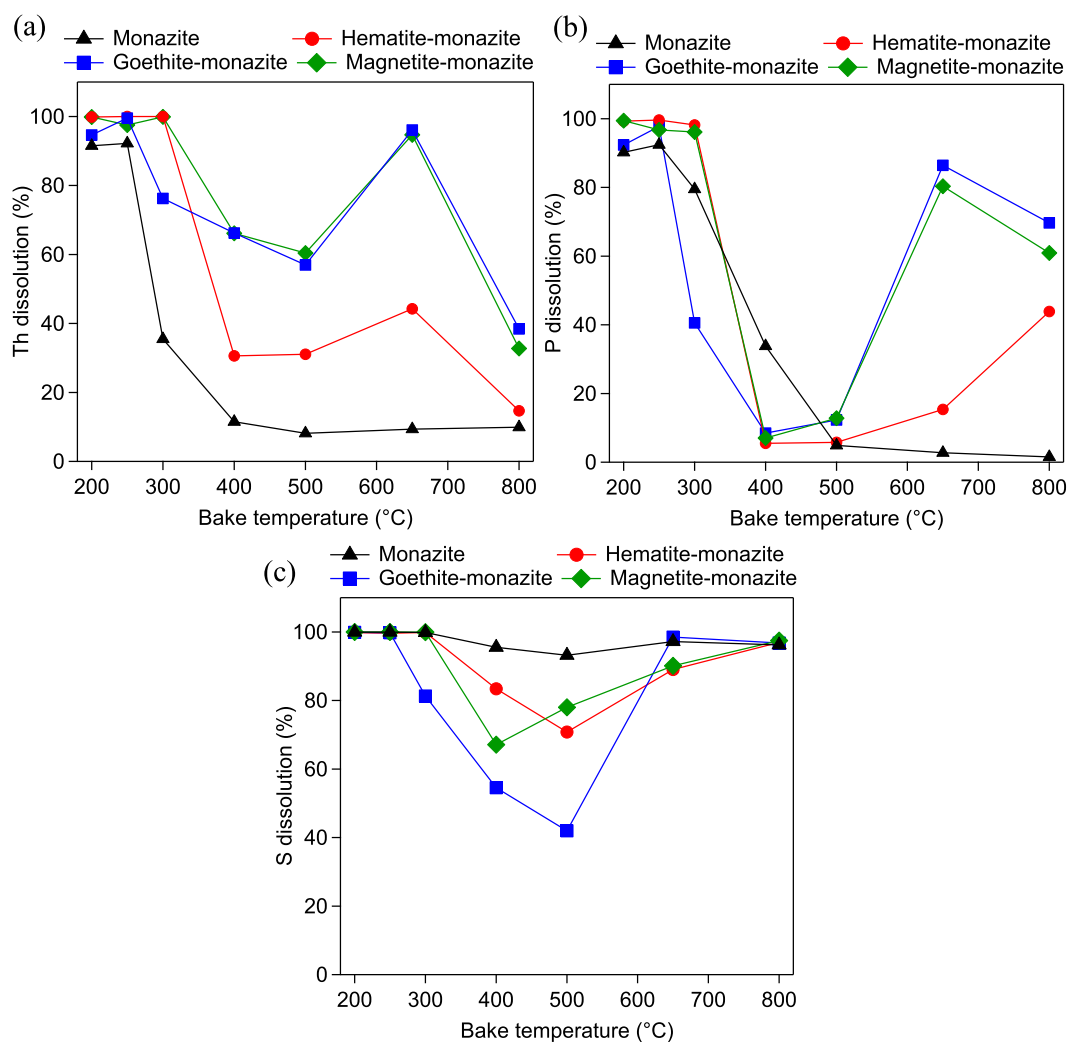 (a)
Monazite Hematite-monazite
Goethite-monazite Magnetite-monazite
100
80
60
40
20
0
Th dissolution (%)
200 300 400 500 600 700 800
Bake temperature (°C)
(b)
Monazite Hematite-monazite
Goethite-monazite Magnetite-monazite
100
80
60
40
20
0
P dissolution (%)
200 300 400 500 600 700 800
Bake temperature (°C)
(c)
Monazite Hematite-monazite
Goethite-monazite Magnetite-monazite
100
80
60
40
20
0
S dissolution (%)
200 300 400 500 600 700 800
Bake temperature (°C)